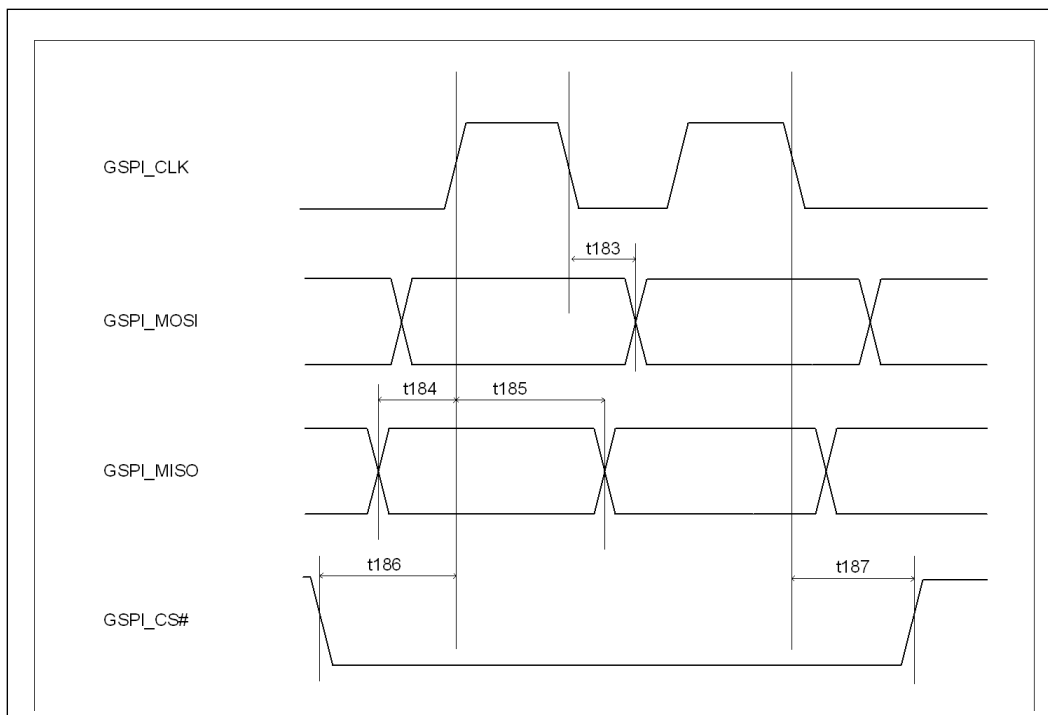 GSPI_CLK
t183
GSPI_MOSI
t184 t185
GSPI_MISO
t186 t187
GSPI_CS#